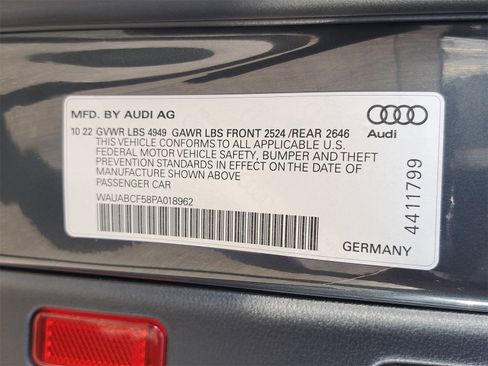 MFD. BY AUDI AG
10 22 GVWR LBS 4949 GAWR LBS FRONT 2524 /REAR 2646
THIS VEHICLE CONFORMS TO ALL APPLICABLE U.S.
FEDERAL MOTOR VEHICLE SAFETY, BUMPER AND THEFT
PREVENTION STANDARDS IN EFFECT ON THE DATE OF
MANUFACTURE SHOWN ABOVE
PASSENGER CAR
WAUABCF58PA018962
Audi
4411799
GERMANY